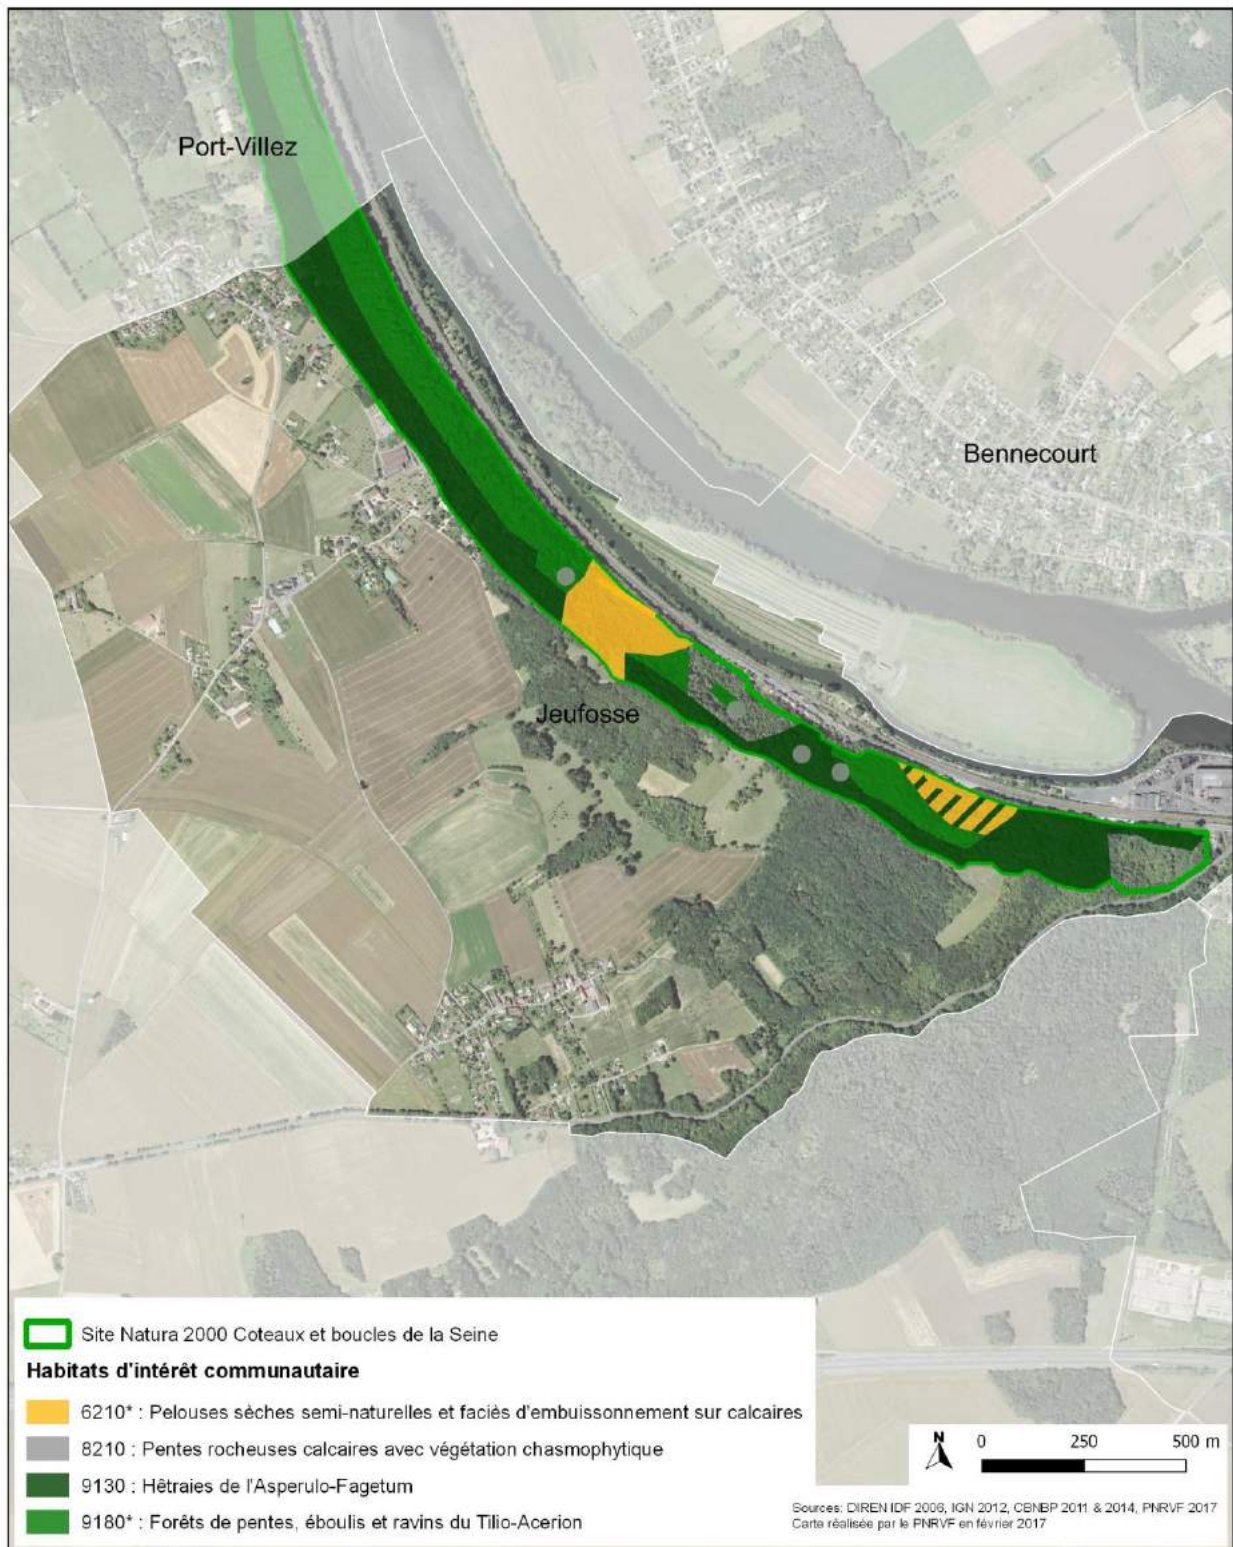 Port-Villez
Bennecourt
Jeufosse
Site Natura 2000 Coteaux et boucles de la Seine
Habitats d'intérêt communautaire
6210* : Pelouses sèches semi-naturelles et faciès d'embuissonnement sur calcaires
8210 : Pentes rocheuses calcaires avec végétation chasmophytique
9130 : Hêtraies de l'Asperulo-Fagetum
9180* : Forêts de pentes, éboulis et ravins du Tilio-Acerion
N
0 250 500 m
Sources: DIREN IDF 2006, IGN 2012, CBNBP 2011 & 2014, PNRVF 2017
Carte réalisée par le PNRVF en février 2017